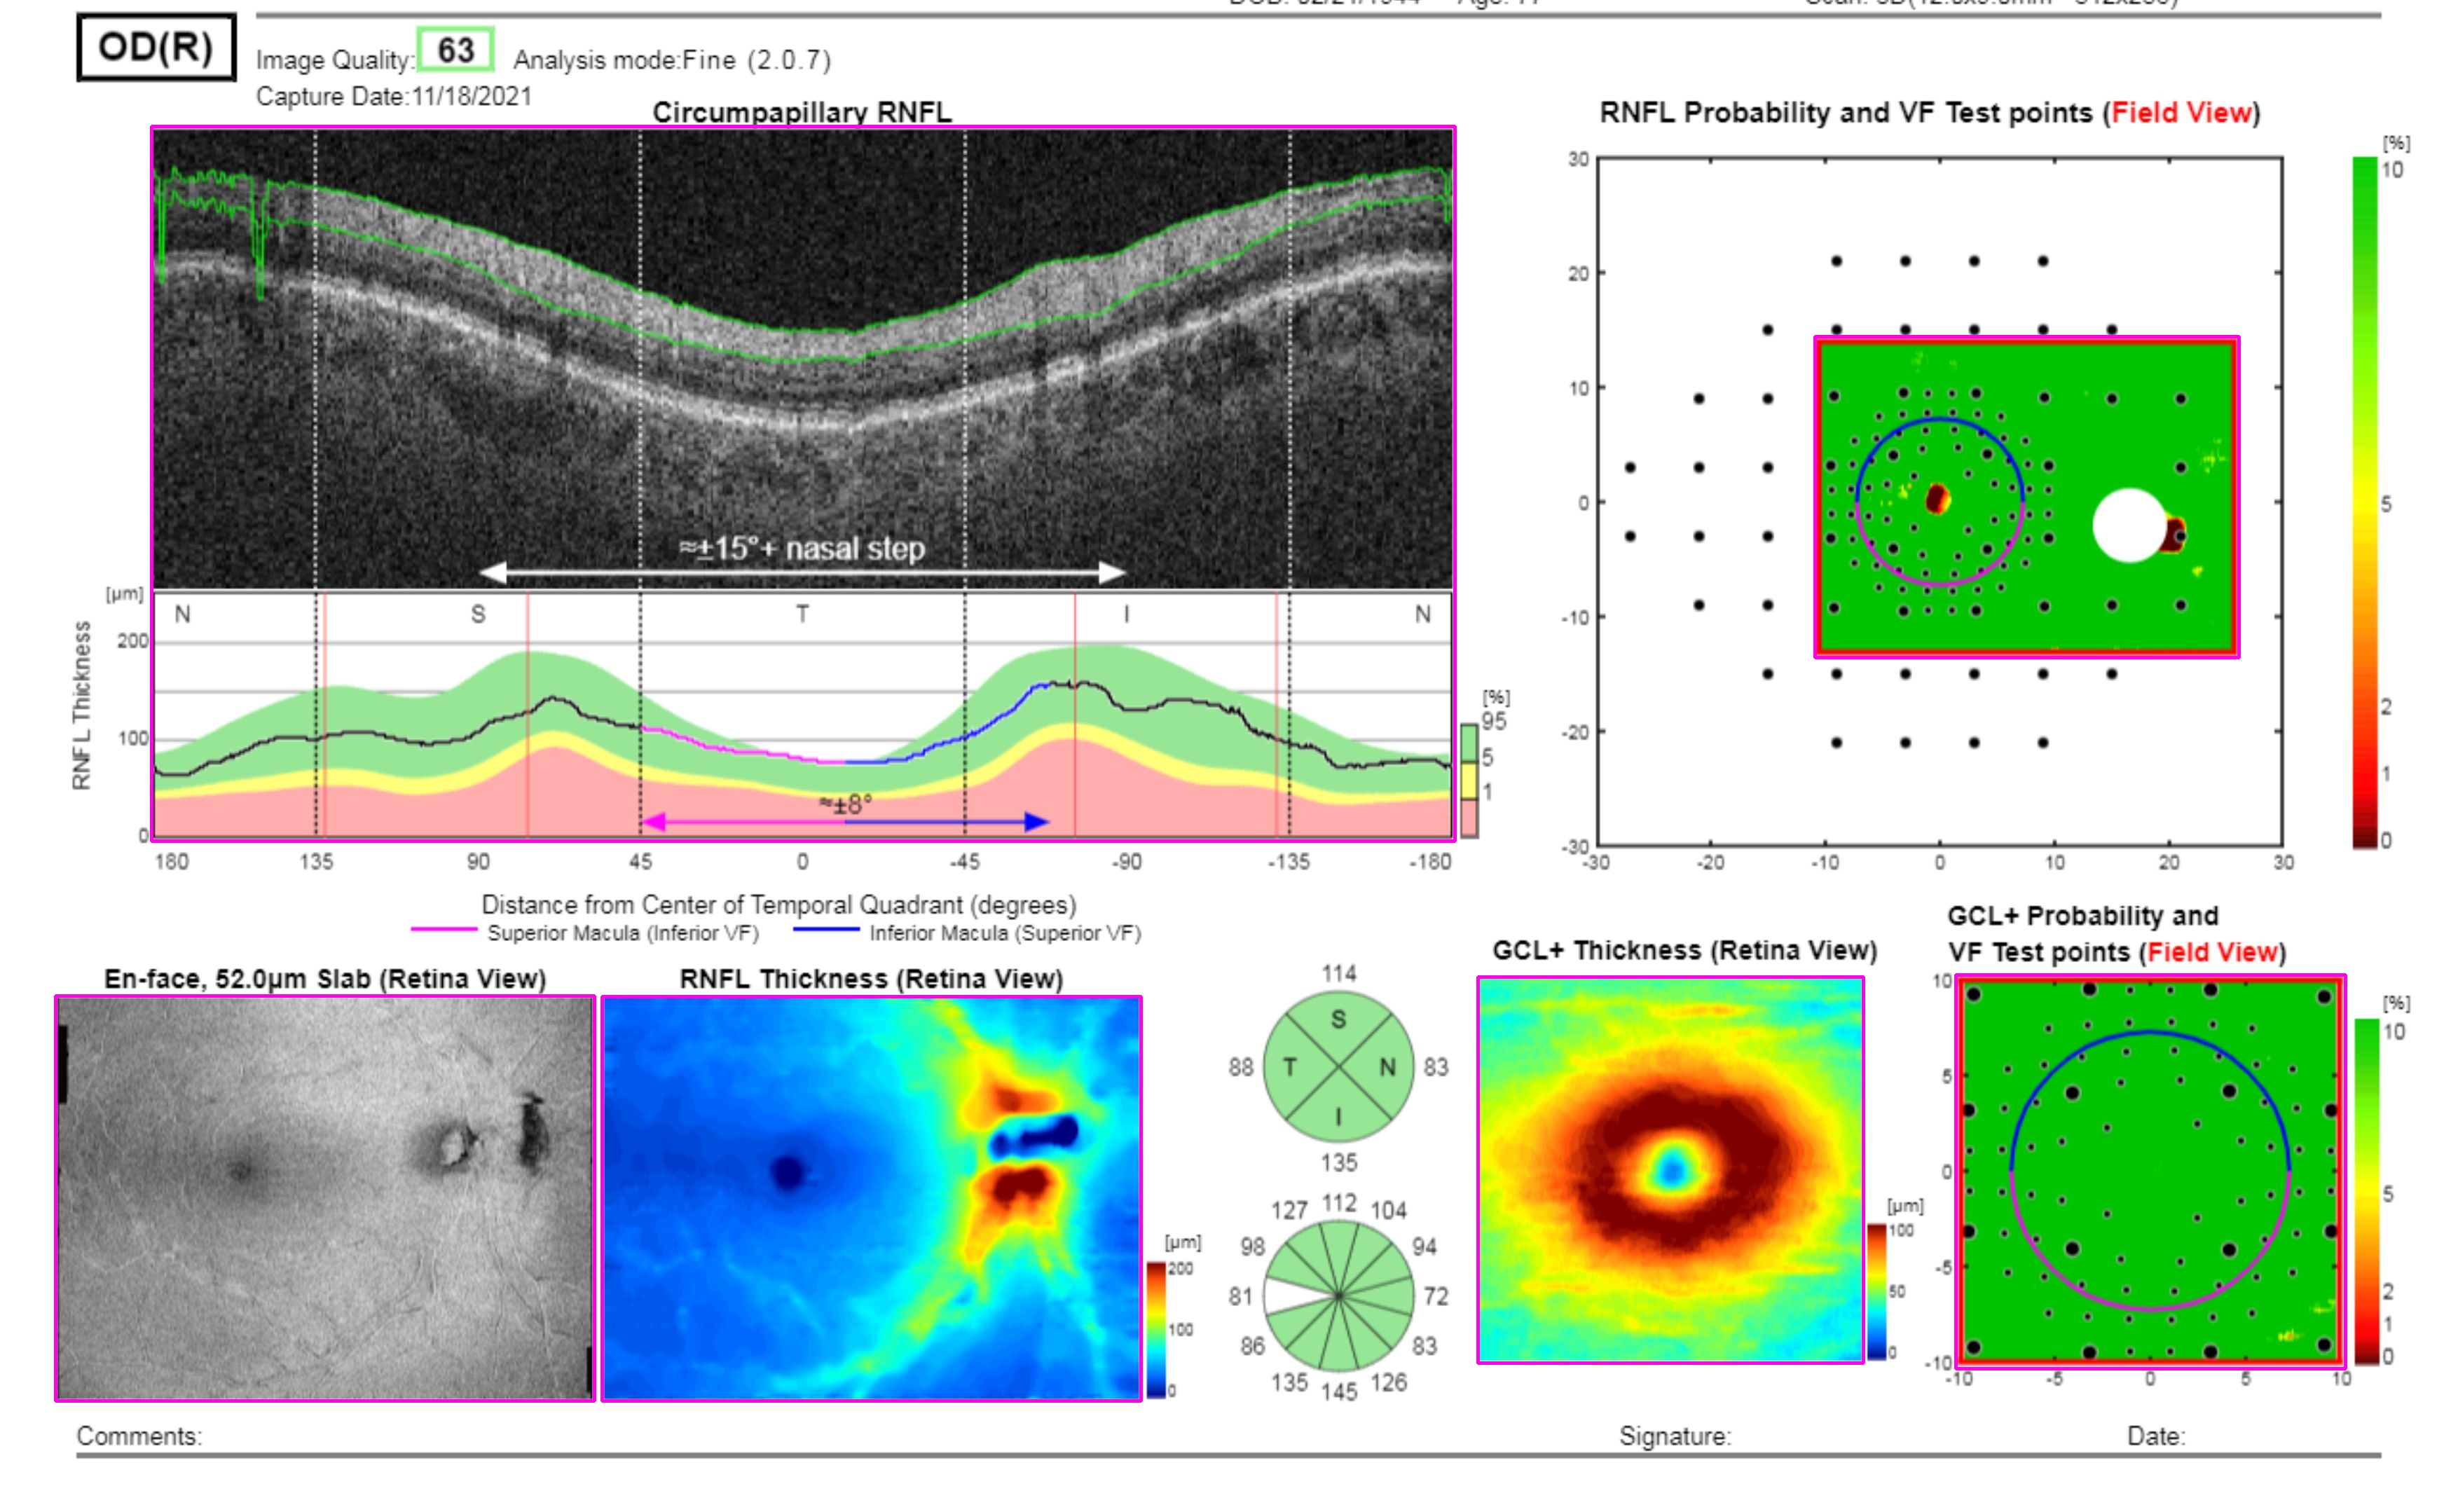 OD(R)
Image Quality: 63 Analysis mode:Fine (2.0.7)
Capture Date:11/18/2021
Circumpapillary RNFL
≈±15°+ nasal step
[µm]
N S T I N
RNFL Thickness
200
100
0
≈±8°
180 135 90 45 0 -45 -90 -135 -180
[%]
95
5
1
Distance from Center of Temporal Quadrant (degrees)
Superior Macula (Inferior VF) Inferior Macula (Superior VF)
RNFL Probability and VF Test points (Field View)
30
20
10
0
-10
-20
-30
-30 -20 -10 0 10 20 30
[%]
10
5
2
1
0
En-face, 52.0µm Slab (Retina View)
RNFL Thickness (Retina View)
[µm]
200
100
0
114
S
88 T N 83
I
135
127 112 104
98 94
81 72
86 83
135 145 126
GCL+ Thickness (Retina View)
[µm]
100
50
0
GCL+ Probability and
VF Test points (Field View)
10
5
0
-5
-10
-10 -5 0 5 10
[%]
10
5
2
1
0
Comments: Signature: Date: